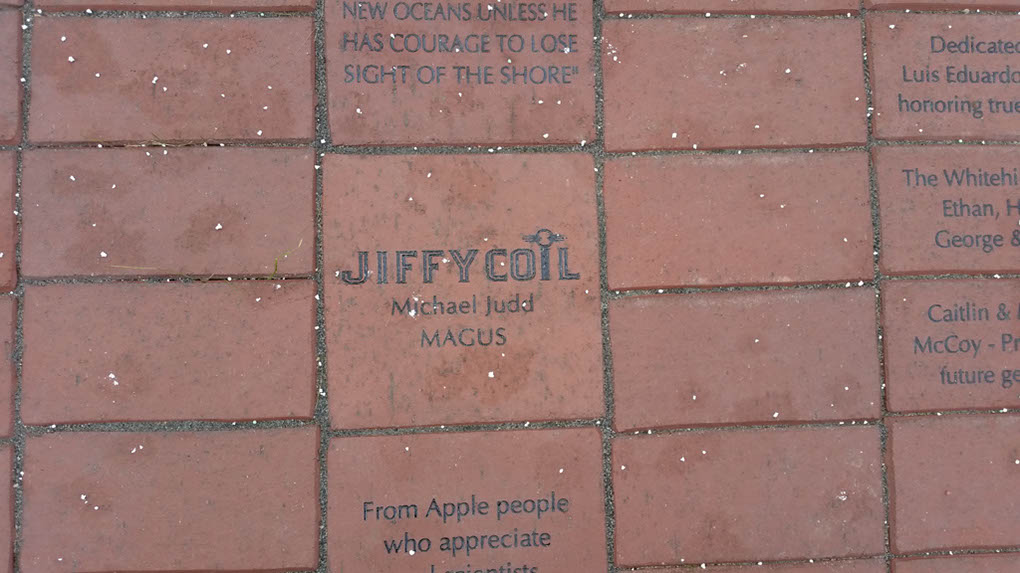 NEW OCEANS UNLESS HE
HAS COURAGE TO LOSE
SIGHT OF THE SHORE"
JIFFYCOIL
Michael Judd
MAGUS
From Apple people
who appreciate
Dedicated
Luis Eduardo
honoring true
The Whitehi
Ethan, H
George &
Caitlin &
McCoy - Pr
future ge